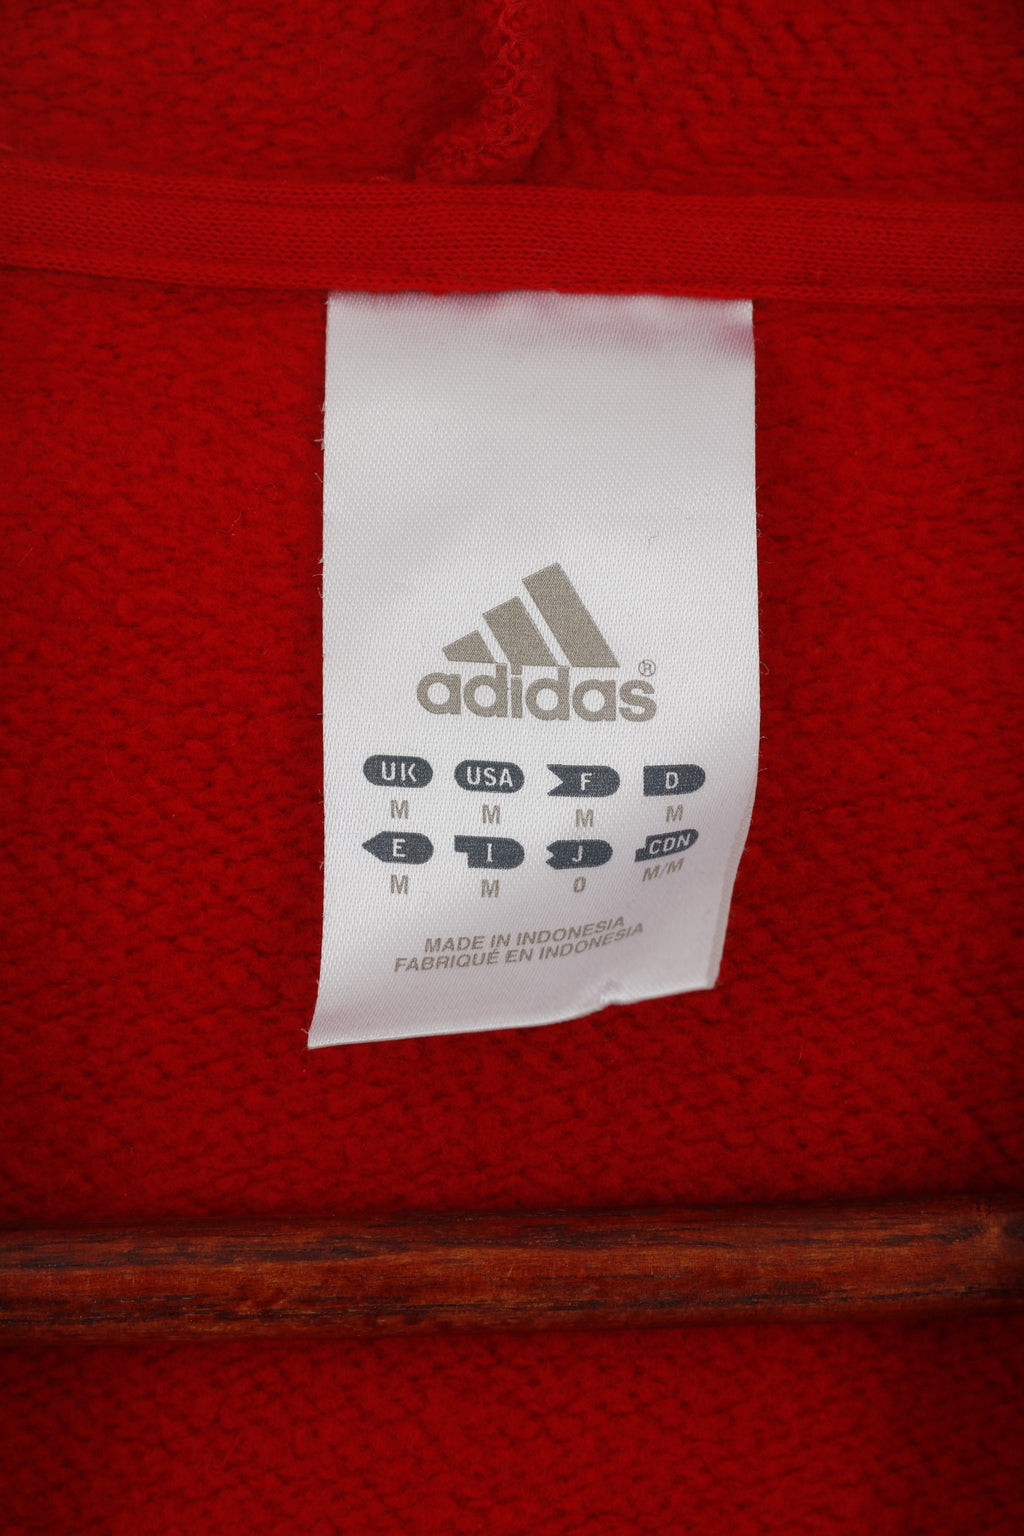 adidas®
UK USA F D
M M M M
E I J CDN
M M O M/M
MADE IN INDONESIA
FABRIQUÉ EN INDONESIA